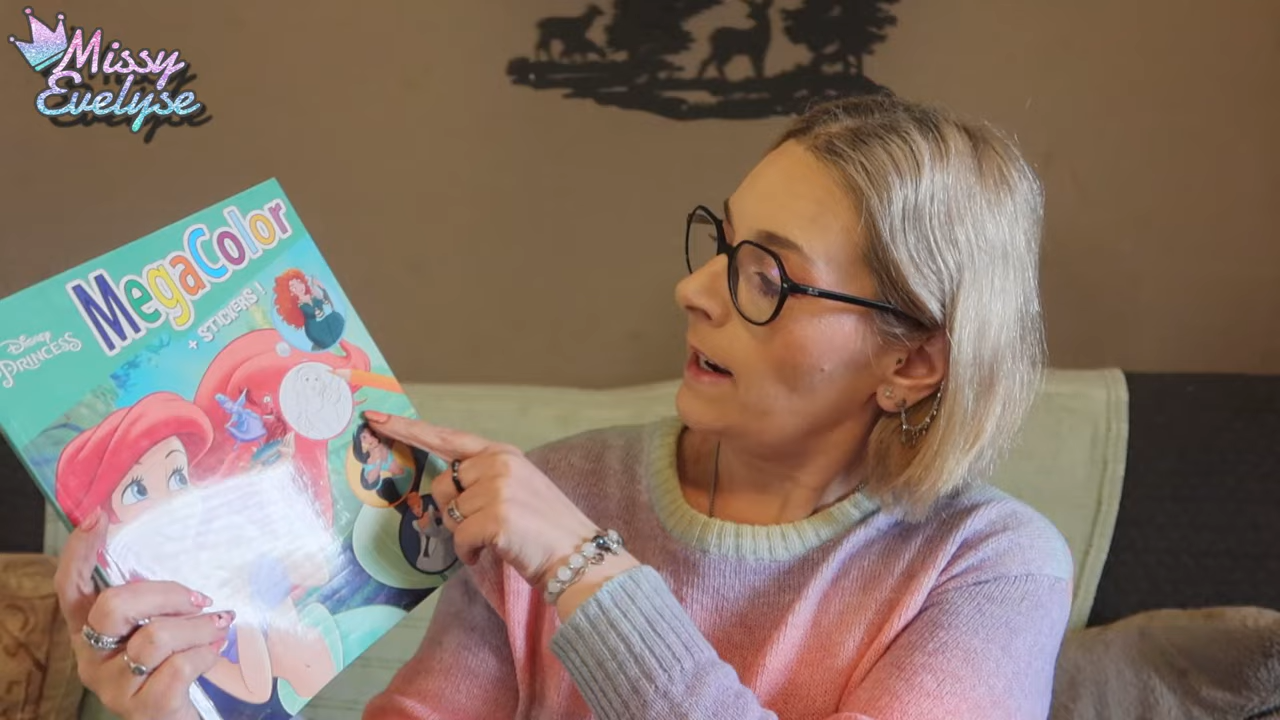 Missy
Evelyse
MegaColor
+ STICKERS !
DISNEY
PRINCESS